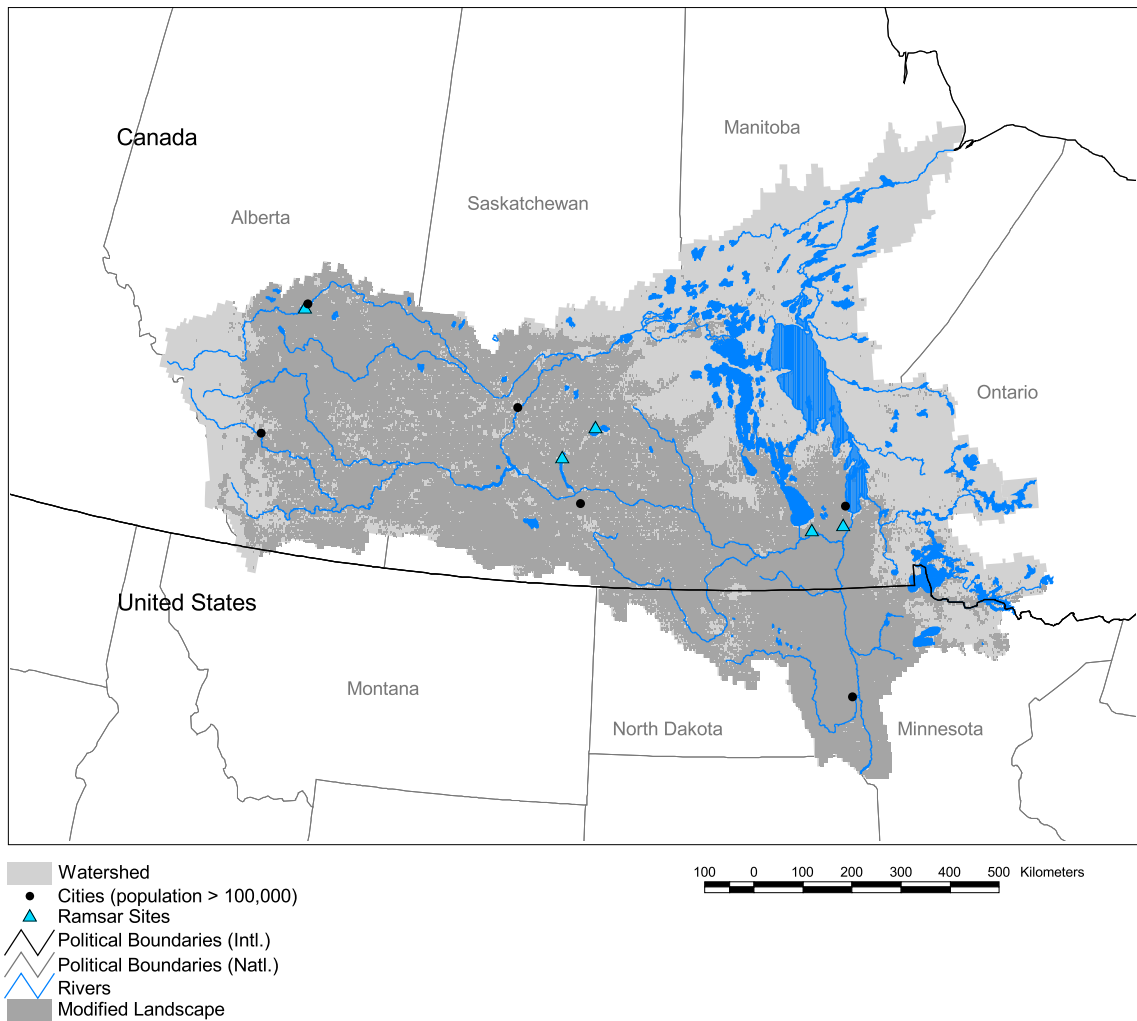 Manitoba
Canada
Saskatchewan
Alberta
Ontario
United States
Montana
North Dakota
Minnesota
Watershed
Cities (population > 100,000)
Ramsar Sites
Political Boundaries (Intl.)
Political Boundaries (Natl.)
Rivers
Modified Landscape
100 0 100 200 300 400 500 Kilometers